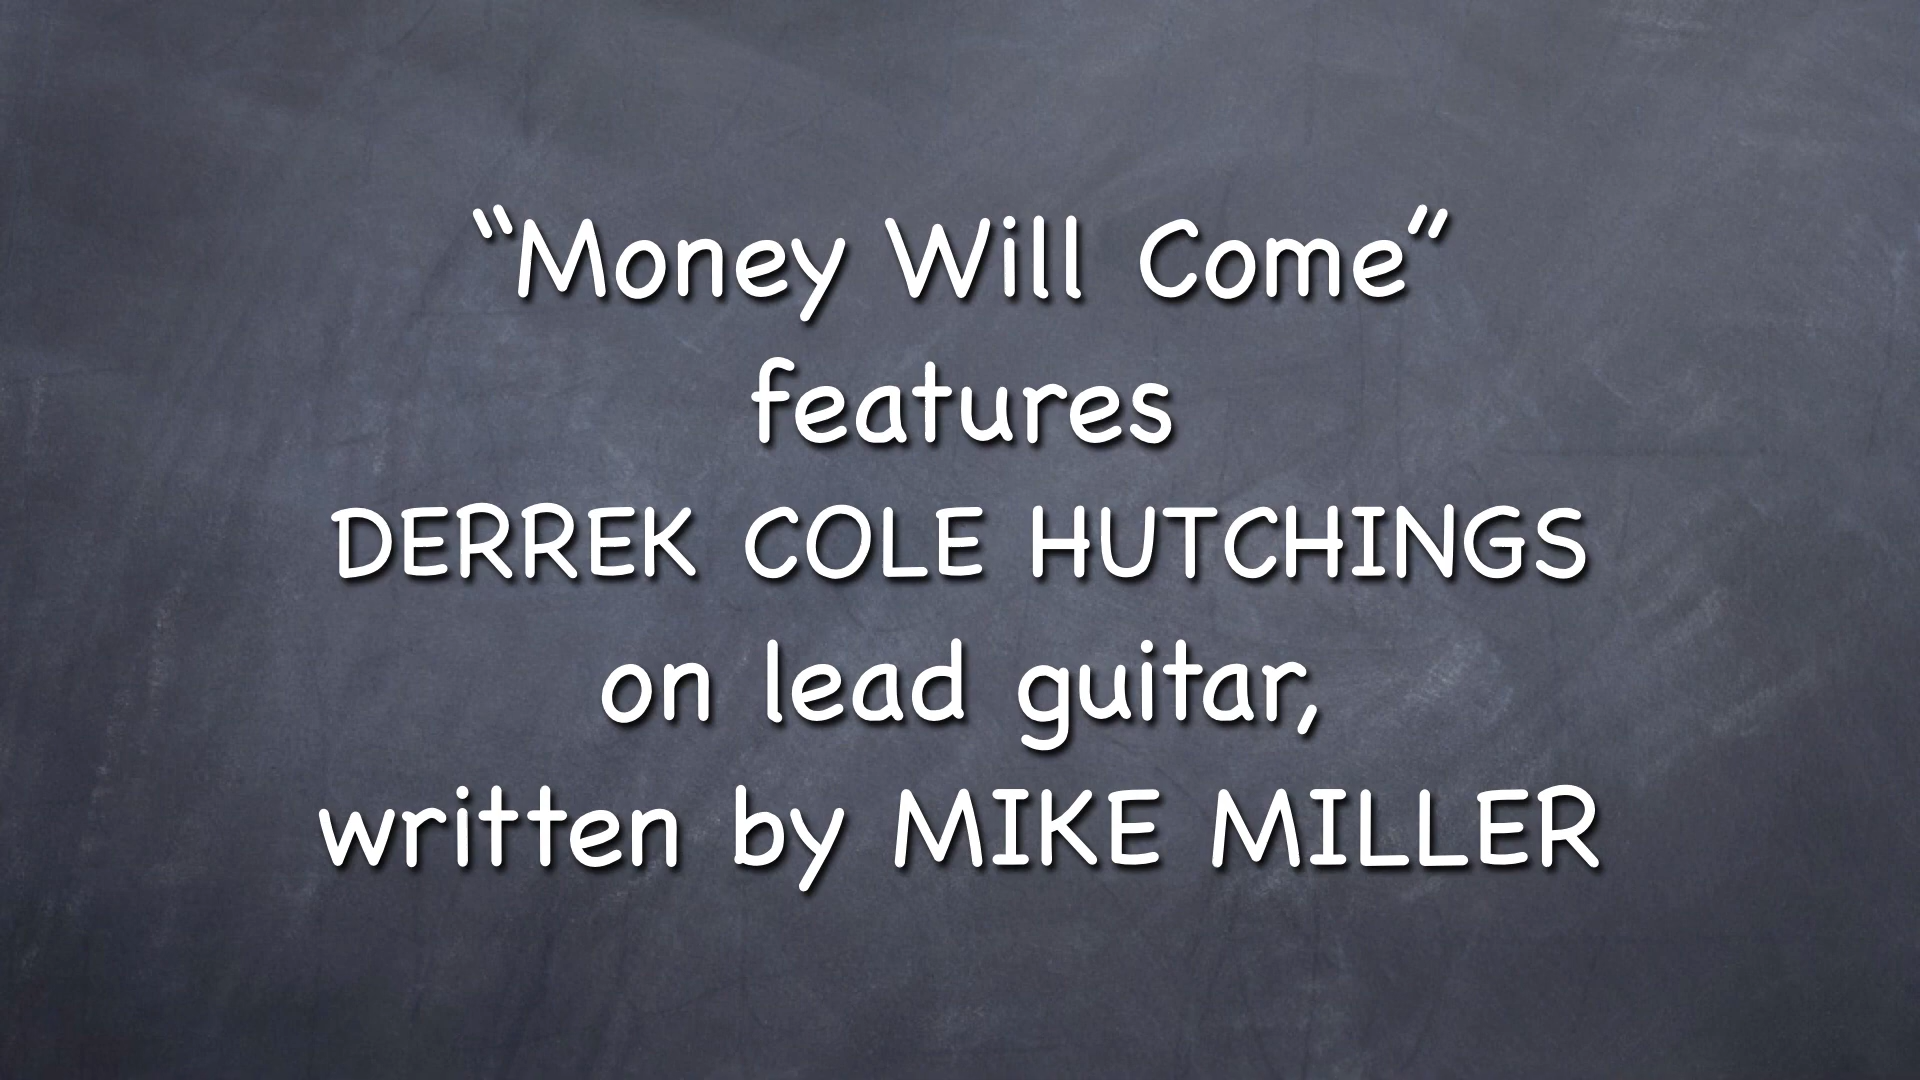 “Money Will Come”
features
DERREK COLE HUTCHINGS
on lead guitar,
written by MIKE MILLER